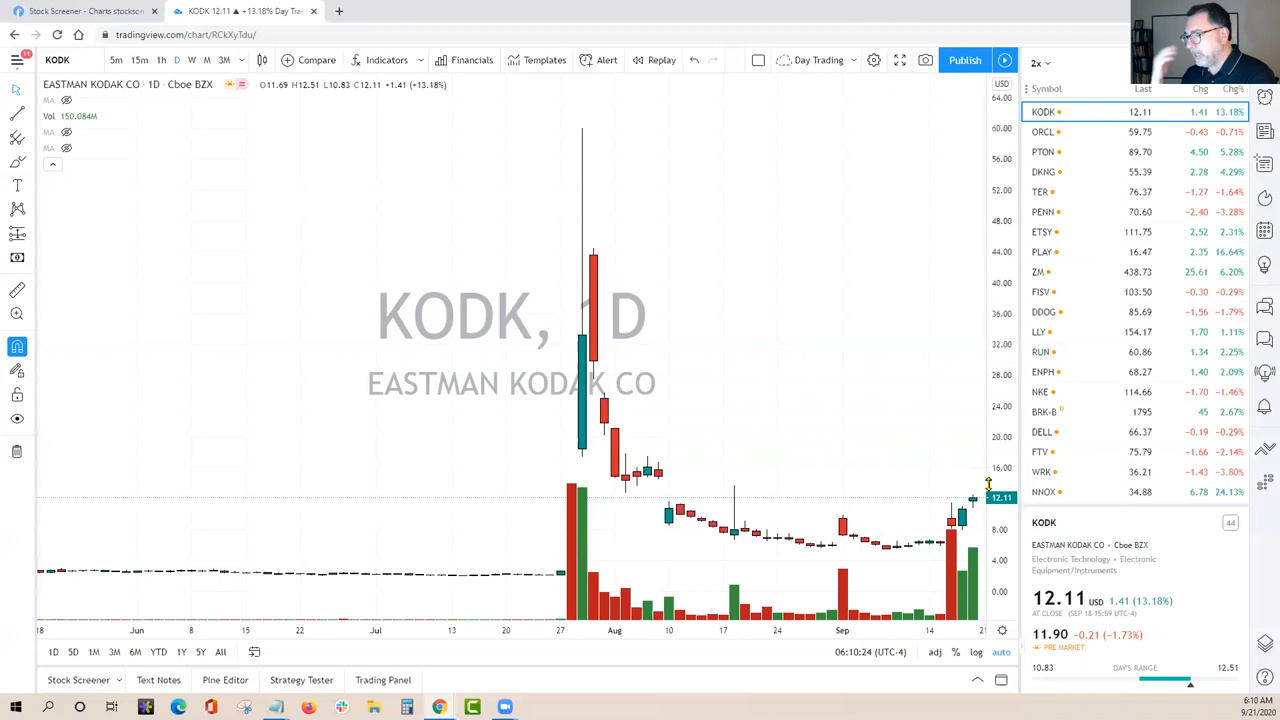 Stock Screener - Charts stockson
KODK 12.11 ▲ +13.18% Day Trad
tradingview.com/chart/RCkXyTdu/
11
KODK 5m 15m 1h D W M 3M Compare Indicators Financials Templates Alert Replay Day Trading Publish
EASTMAN KODAK CO · 1D · Cboe BZX O11.69 L10.83 C12.11 +1.41 (+13.18%)
MA
Vol 150.084M
MA
MA
KODK, 1D
EASTMAN KODAK CO
USD
64.00
60.00
56.00
52.00
48.00
44.00
40.00
36.00
32.00
28.00
24.00
20.00
16.00
12.11
8.00
4.00
0.00
18 Jun 8 15 22 Jul 13 20 27 Aug 10 17 24 Sep 14 21
1D 5D 1M 3M 6M YTD 1Y 5Y All 06:10:24 (UTC-4) adj % log auto
Stock Screener Text Notes Pine Editor Strategy Tester Trading Panel
2x
Symbol Last Chg Chg%
KODK 12.11 1.41 13.18%
ORCL 59.75 −0.43 −0.71%
PTON 89.70 4.50 5.28%
DKNG 55.39 2.28 4.29%
TER 76.37 −1.27 −1.64%
PENN 70.60 −2.40 −3.28%
ETSY 111.75 2.52 2.31%
PLAY 16.47 2.35 16.64%
ZM 438.73 25.61 6.20%
FISV 103.50 −0.30 −0.29%
DDOG 85.69 −1.56 −1.79%
LLY 154.17 1.70 1.11%
RUN 60.86 1.34 2.25%
ENPH 68.27 1.40 2.09%
NKE 114.66 −1.70 −1.46%
BRK-B D 1795 45 2.67%
DELL 66.37 −0.19 −0.29%
FTV 75.79 −1.66 −2.14%
WRK 36.21 −1.43 −3.80%
NNOX 34.88 6.78 24.13%
KODK 44
EASTMAN KODAK CO • Cboe BZX
Electronic Technology • Electronic
Equipment/Instruments
12.11 USD 1.41 (13.18%)
AT CLOSE (SEP 18 15:59 UTC-4)
11.90 −0.21 (−1.73%)
PRE MARKET
10.83 DAY'S RANGE 12.51
6:10 AM
9/21/2020